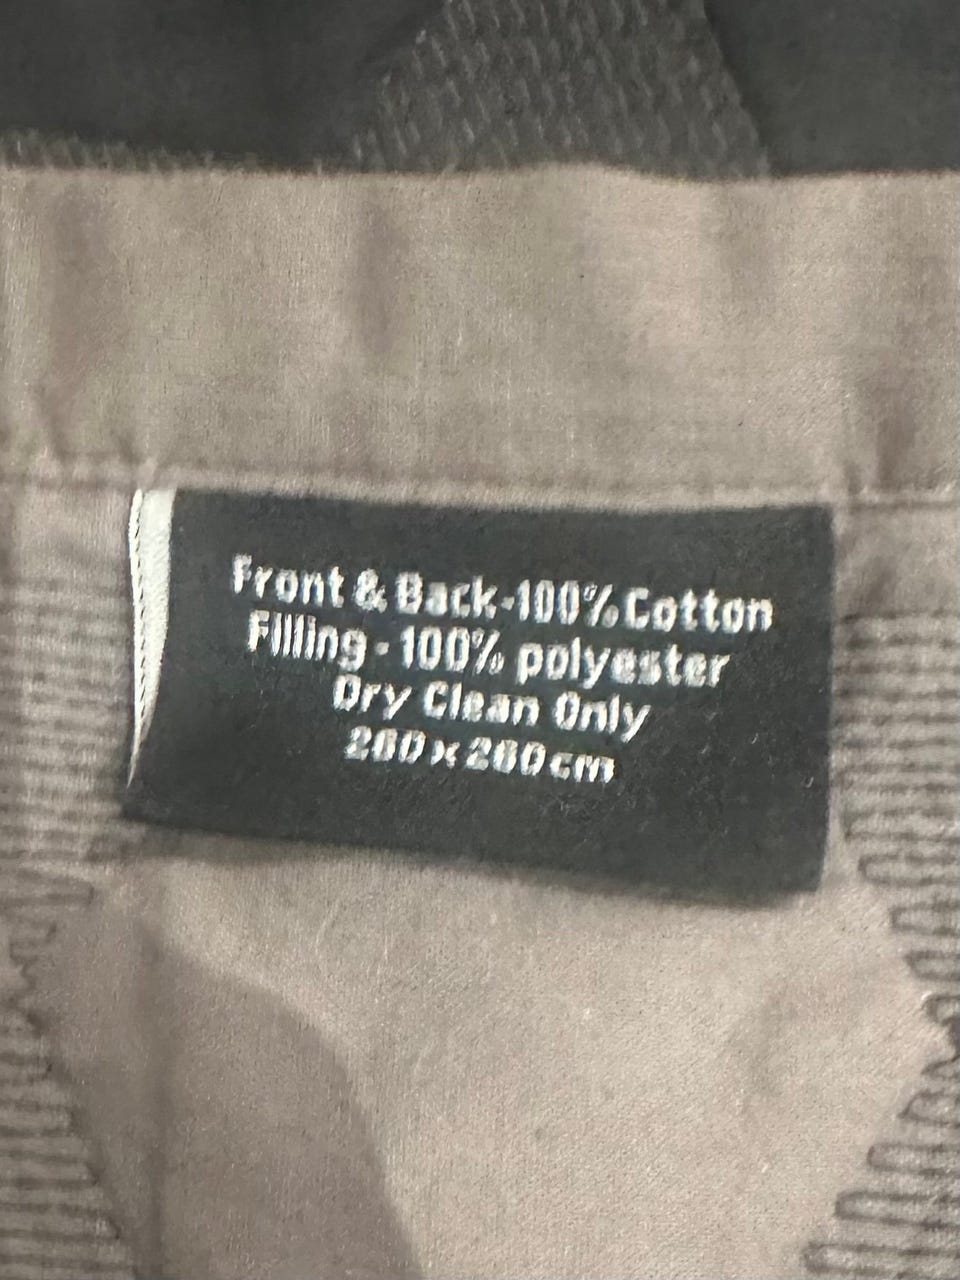 Front & Back-100% Cotton
Filling - 100% polyester
Dry Clean Only
260 x 260 cm